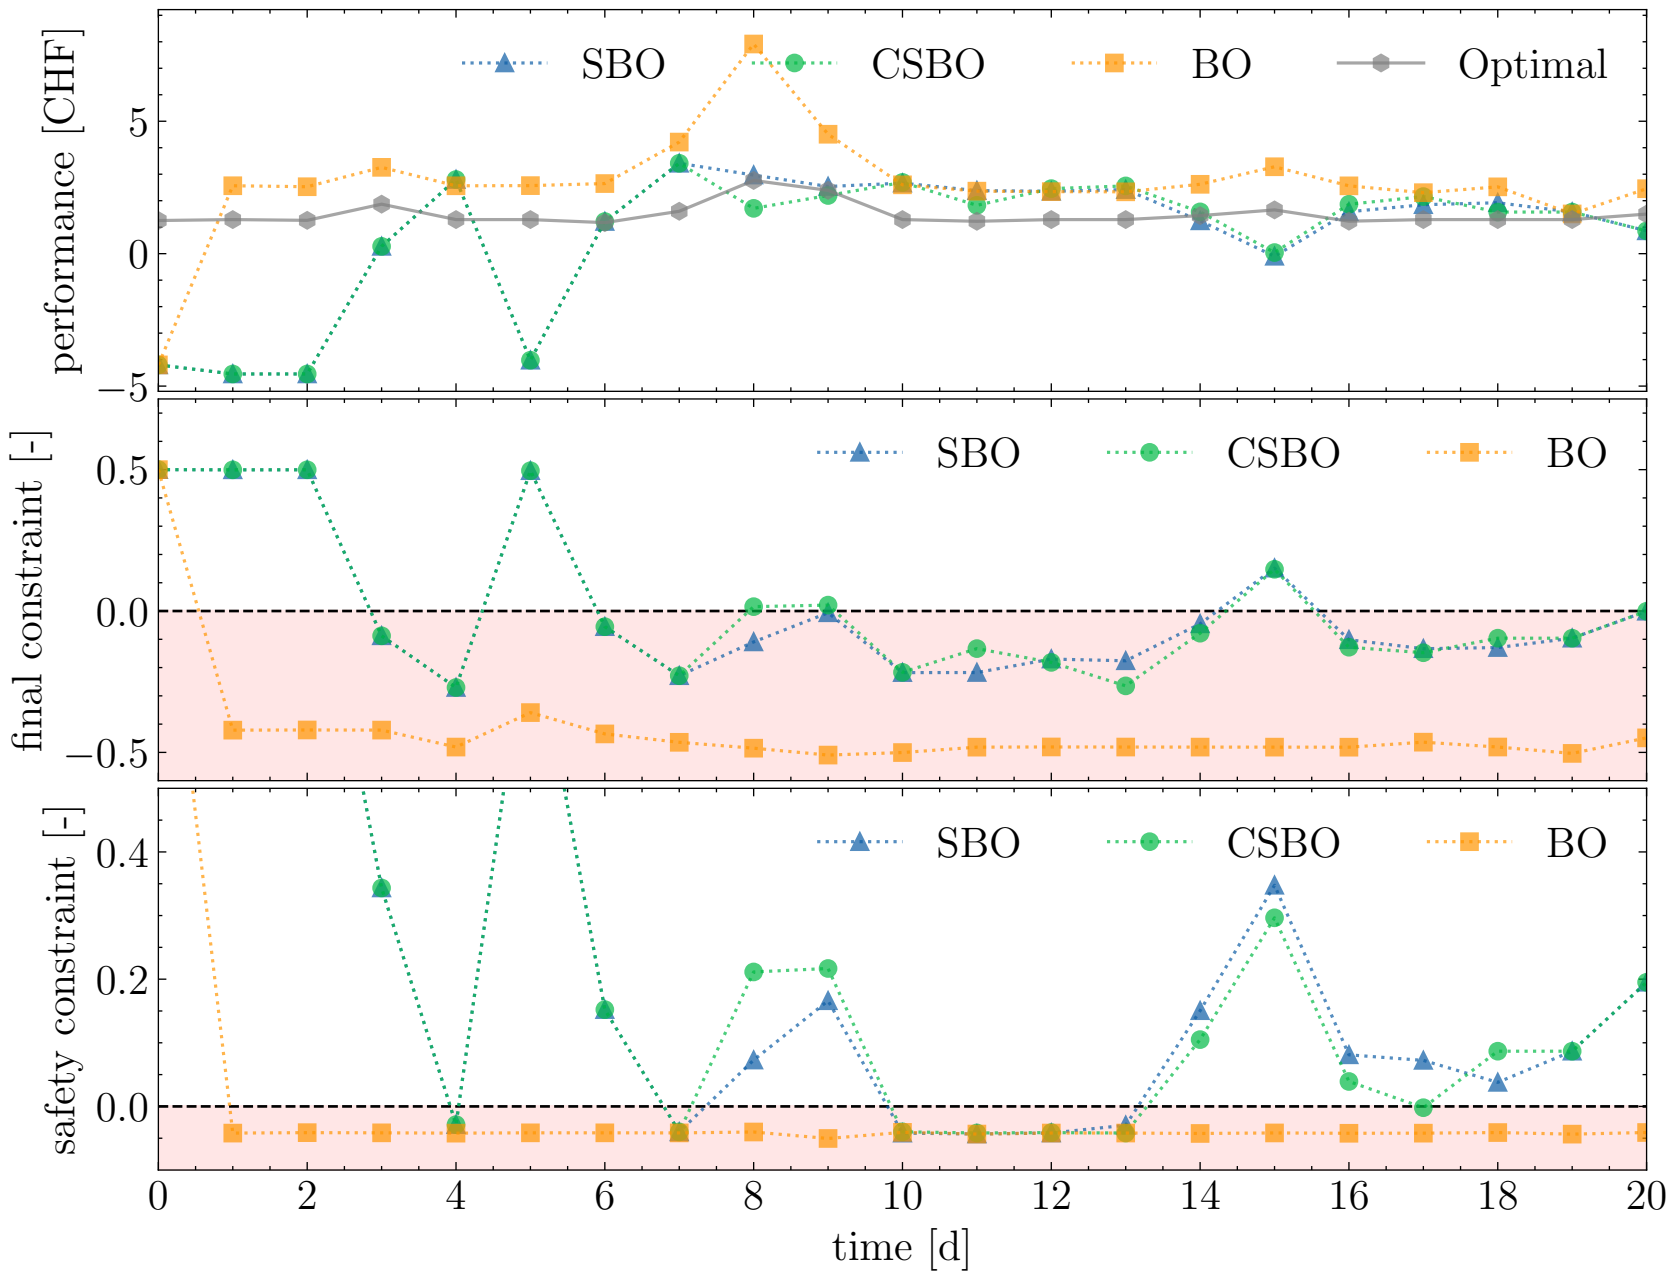 performance [CHF]
SBO CSBO BO Optimal
5
0
−5
final constraint [-]
SBO CSBO BO
0.5
0.0
−0.5
safety constraint [-]
SBO CSBO BO
0.4
0.2
0.0
0 2 4 6 8 10 12 14 16 18 20
time [d]